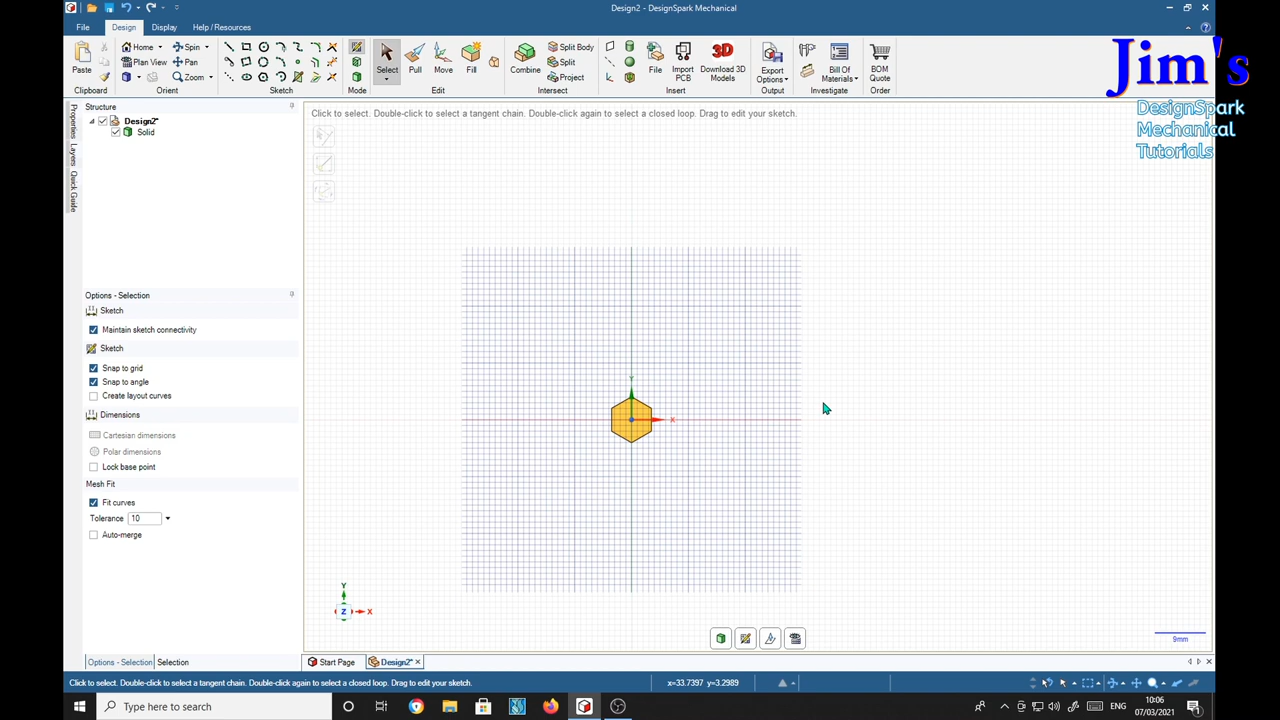 Design2 - DesignSpark Mechanical
File
Design
Display
Help / Resources
Paste
Home
Plan View
Spin
Pan
Zoom
Select
Pull
Move
Fill
Combine
Split Body
Split
Project
File
Import
PCB
Download 3D
Models
Export
Options
Bill Of
Materials
BOM
Quote
Clipboard
Orient
Sketch
Mode
Edit
Intersect
Insert
Output
Investigate
Order
Jim's
DesignSpark
Mechanical
Tutorials
Properties
Layers
Quick Guide
Structure
Design2*
Solid
Click to select. Double-click to select a tangent chain. Double-click again to select a closed loop. Drag to edit your sketch.
Options - Selection
Sketch
Maintain sketch connectivity
Sketch
Snap to grid
Snap to angle
Create layout curves
Dimensions
Cartesian dimensions
Polar dimensions
Lock base point
Mesh Fit
Fit curves
Tolerance 10
Auto-merge
Y
X
Y
Z
X
9mm
Options - Selection
Selection
Start Page
Design2*
Click to select. Double-click to select a tangent chain. Double-click again to select a closed loop. Drag to edit your sketch.
x=33.7397 y=3.2989
Type here to search
ENG
10:06
07/03/2021